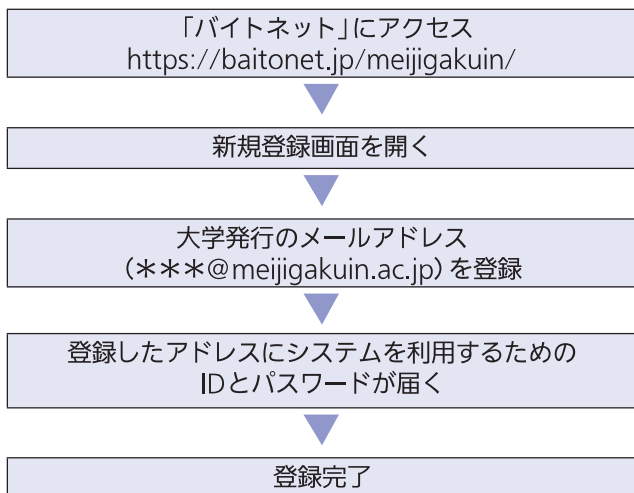 「バイトネット」にアクセス
https://baitonet.jp/meijigakuin/
新規登録画面を開く
大学発行のメールアドレス
(＊＊＊@meijigakuin.ac.jp)を登録
登録したアドレスにシステムを利用するための
IDとパスワードが届く
登録完了